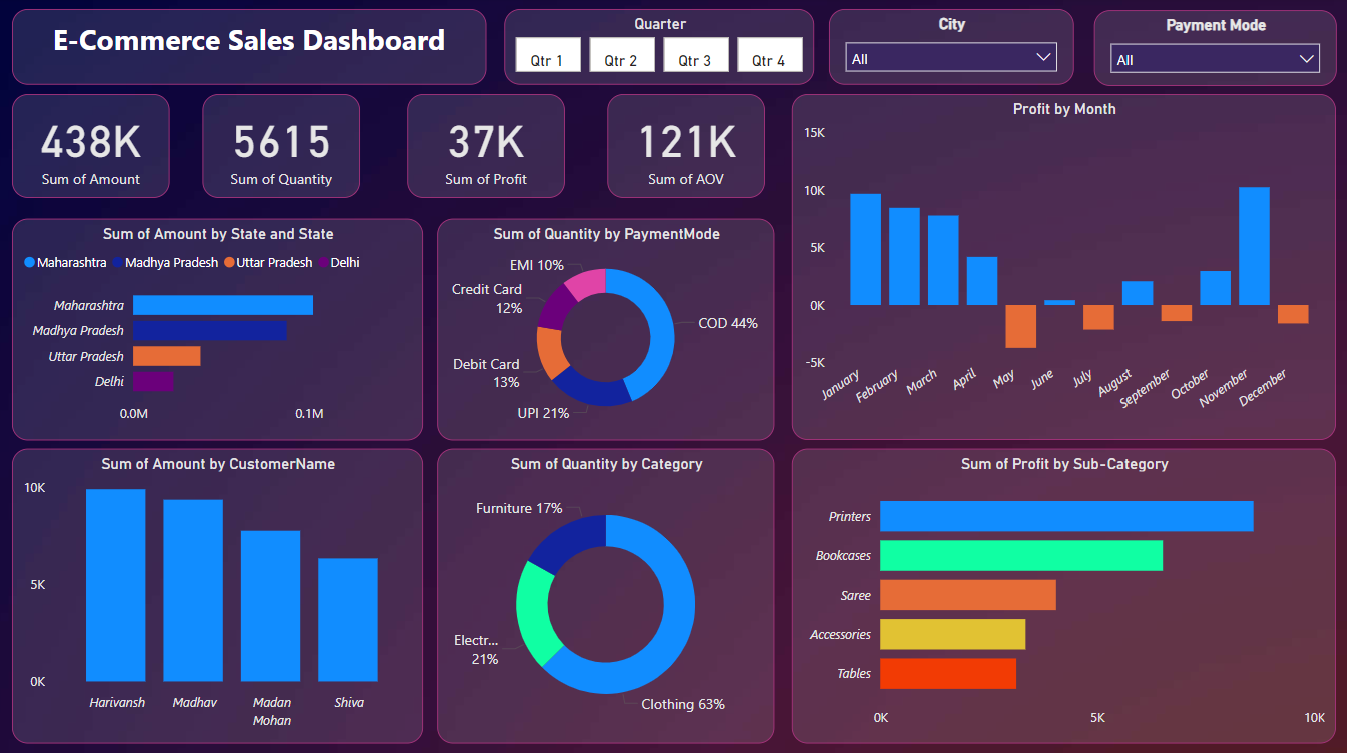 E-Commerce Sales Dashboard
Quarter
Qtr 1
Qtr 2
Qtr 3
Qtr 4
City
All
Payment Mode
All
438K
Sum of Amount
5615
Sum of Quantity
37K
Sum of Profit
121K
Sum of AOV
Profit by Month
15K
10K
5K
0K
-5K
January
February
March
April
May
June
July
August
September
October
November
December
Sum of Amount by State and State
Maharashtra
Madhya Pradesh
Uttar Pradesh
Delhi
Maharashtra
Madhya Pradesh
Uttar Pradesh
Delhi
0.0M
0.1M
Sum of Quantity by PaymentMode
EMI 10%
Credit Card
12%
COD 44%
Debit Card
13%
UPI 21%
Sum of Amount by CustomerName
10K
5K
0K
Harivansh
Madhav
Madan
Mohan
Shiva
Sum of Quantity by Category
Furniture 17%
Electr...
21%
Clothing 63%
Sum of Profit by Sub-Category
Printers
Bookcases
Saree
Accessories
Tables
0K
5K
10K